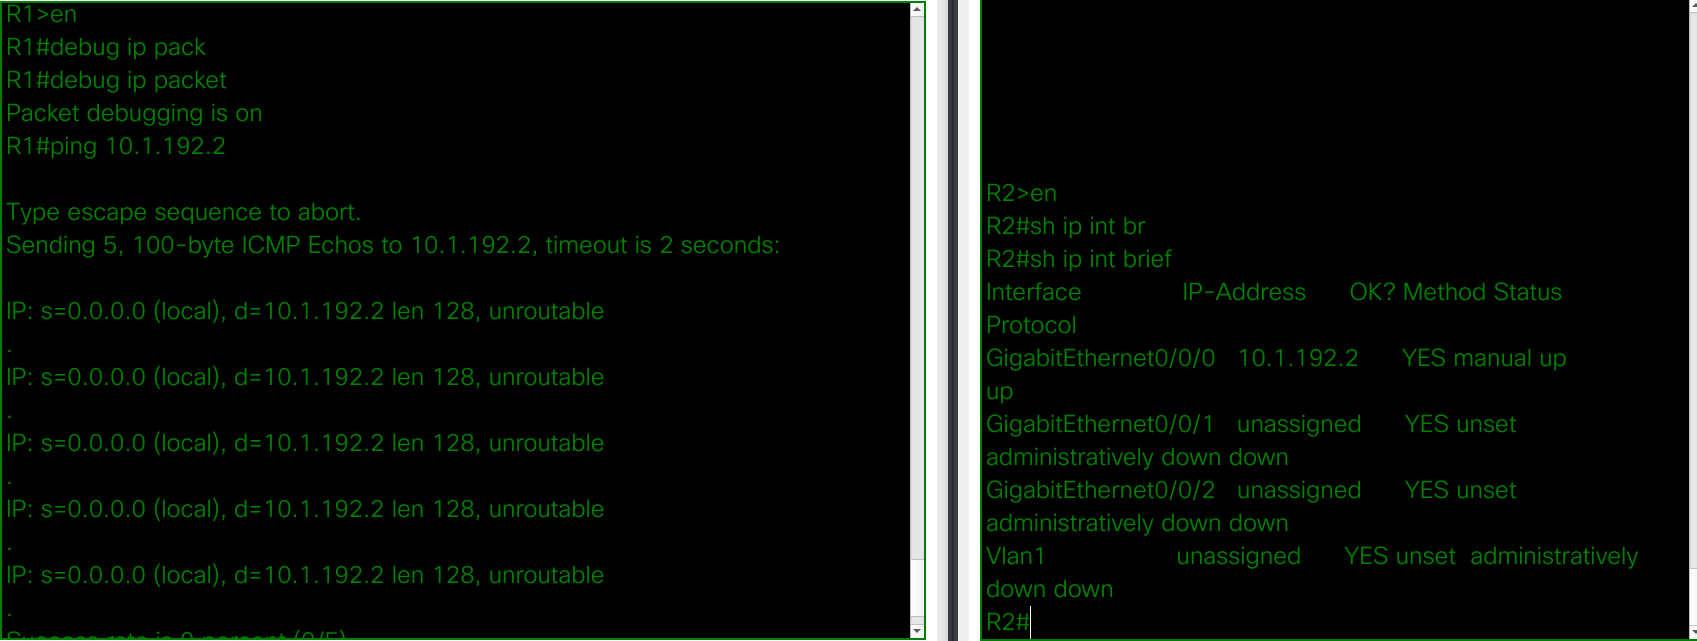 R1>en
R1#debug ip pack
R1#debug ip packet
Packet debugging is on
R1#ping 10.1.192.2
Type escape sequence to abort.
Sending 5, 100-byte ICMP Echos to 10.1.192.2, timeout is 2 seconds:
IP: s=0.0.0.0 (local), d=10.1.192.2 len 128, unroutable
.
IP: s=0.0.0.0 (local), d=10.1.192.2 len 128, unroutable
.
IP: s=0.0.0.0 (local), d=10.1.192.2 len 128, unroutable
.
IP: s=0.0.0.0 (local), d=10.1.192.2 len 128, unroutable
.
IP: s=0.0.0.0 (local), d=10.1.192.2 len 128, unroutable
.
Success rate is 0 percent (0/5)
R2>en
R2#sh ip int br
R2#sh ip int brief
Interface IP-Address OK? Method Status
Protocol
GigabitEthernet0/0/0 10.1.192.2 YES manual up
up
GigabitEthernet0/0/1 unassigned YES unset
administratively down down
GigabitEthernet0/0/2 unassigned YES unset
administratively down down
Vlan1 unassigned YES unset administratively
down down
R2#